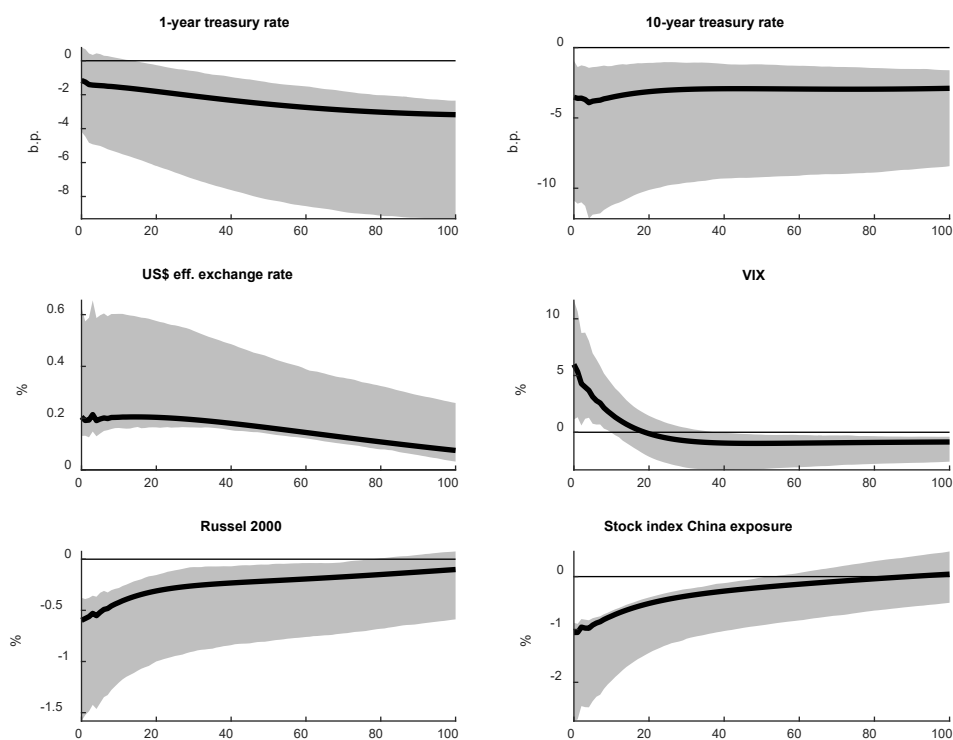 1-year treasury rate
0
-2
-4
-6
-8
b.p.
0 20 40 60 80 100
10-year treasury rate
0
-5
-10
b.p.
0 20 40 60 80 100
US$ eff. exchange rate
0.6
0.4
0.2
0
%
0 20 40 60 80 100
VIX
10
5
0
%
0 20 40 60 80 100
Russel 2000
0
-0.5
-1
-1.5
%
0 20 40 60 80 100
Stock index China exposure
0
-1
-2
%
0 20 40 60 80 100